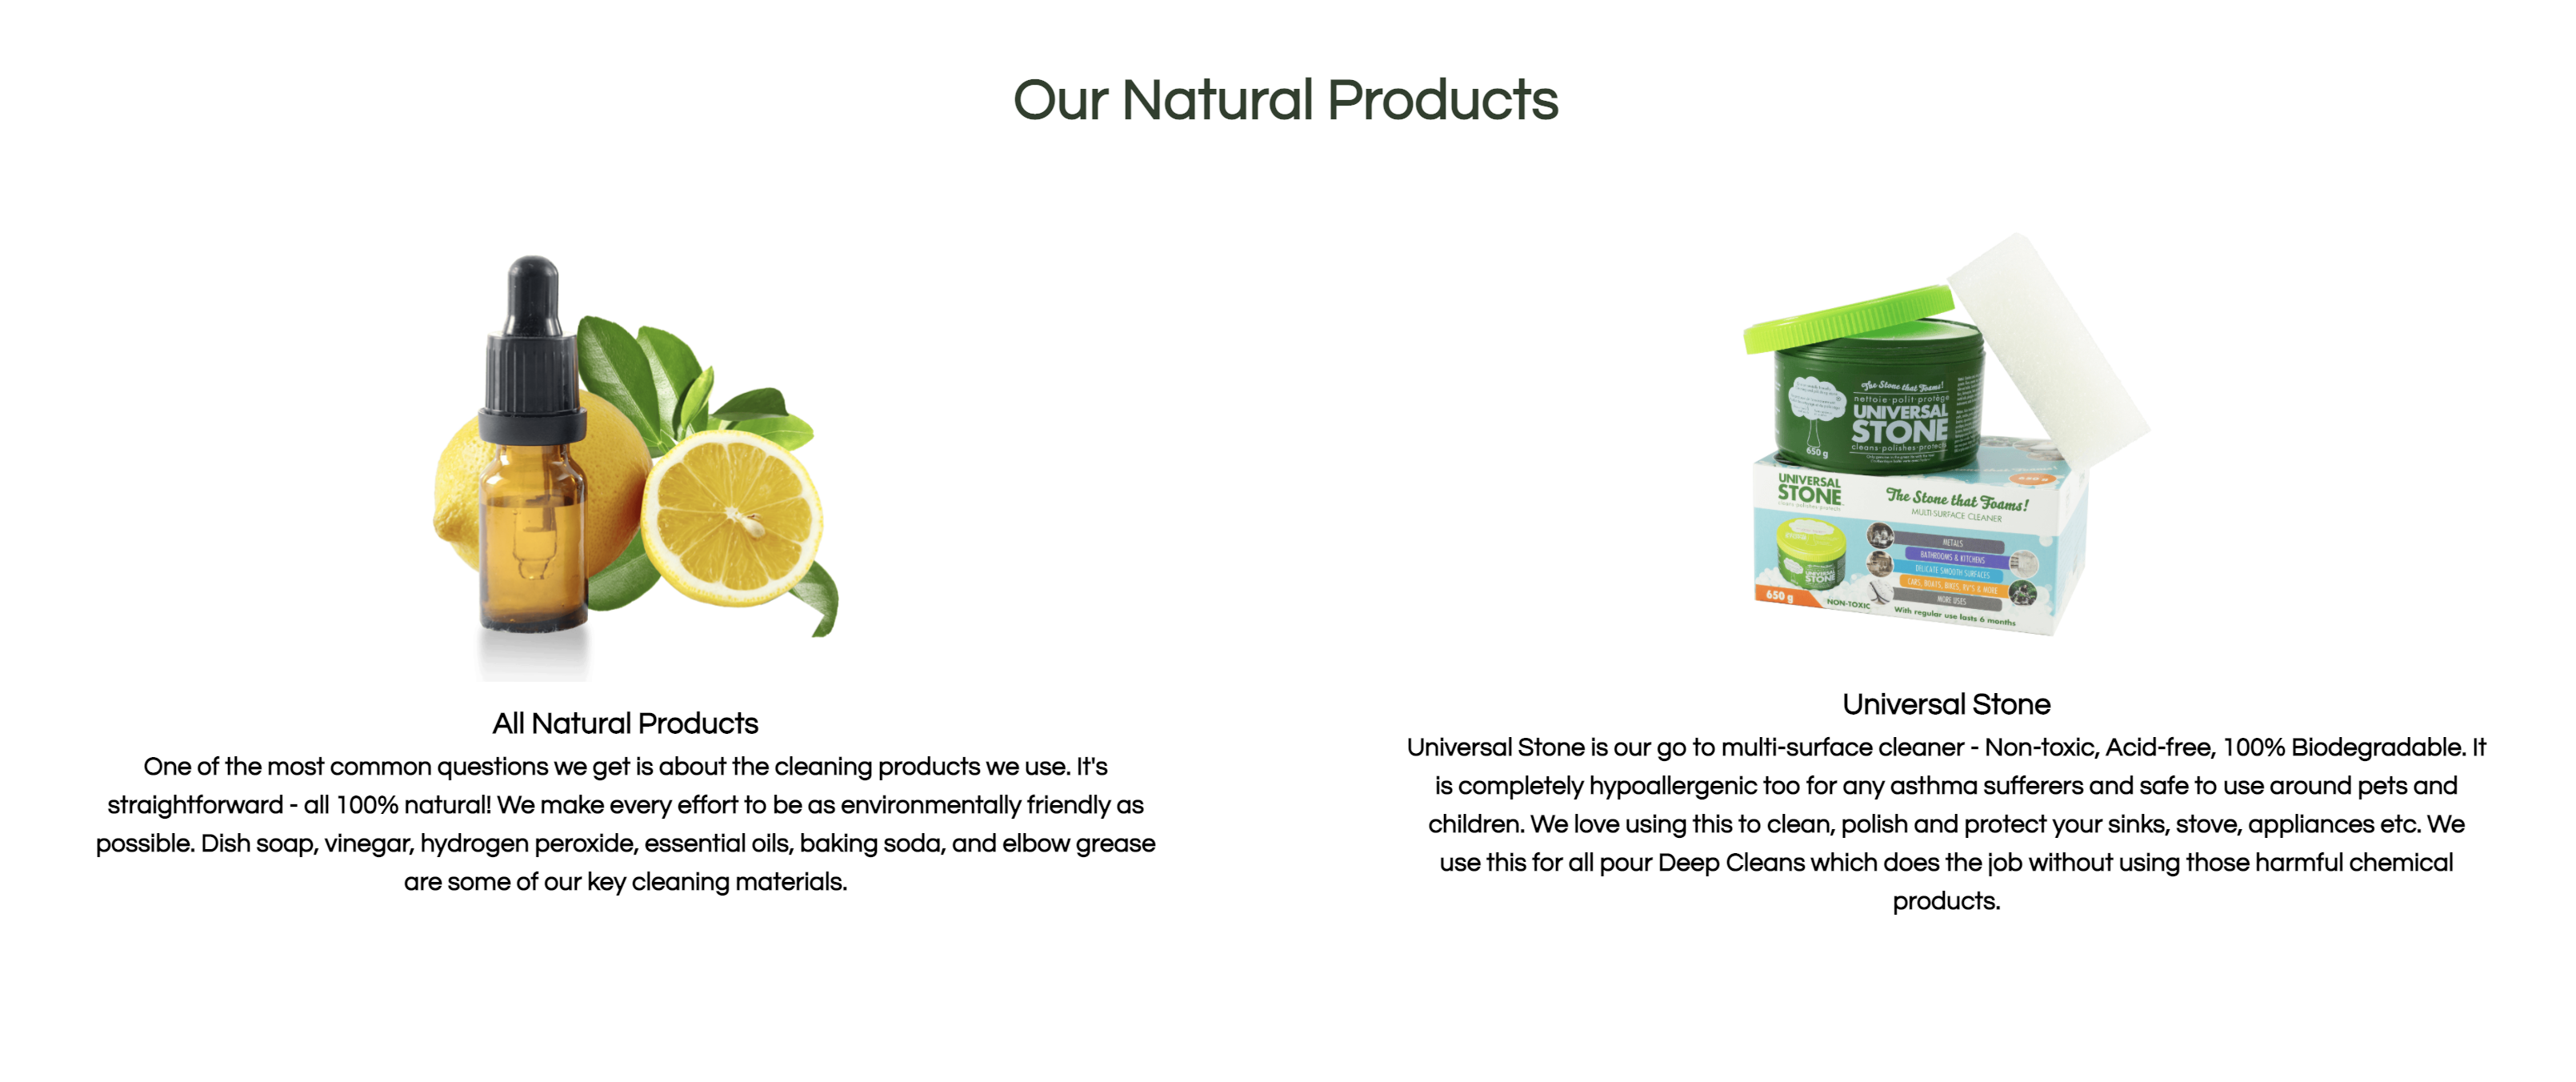 Our Natural Products
The Stone that Foams!
nettoie·polit·protège
UNIVERSAL
STONE
cleans·polishes·protects
650 g
UNIVERSAL
STONE
The Stone that Foams!
MULTI-SURFACE CLEANER
METALS
BATHROOMS & KITCHENS
DELICATE SMOOTH SURFACES
CARS, BOATS, BIKES, RV'S & MORE
MORE USES
UNIVERSAL
STONE
650 g
NON-TOXIC
With regular use lasts 6 months
All Natural Products
One of the most common questions we get is about the cleaning products we use. It's
straightforward - all 100% natural! We make every effort to be as environmentally friendly as
possible. Dish soap, vinegar, hydrogen peroxide, essential oils, baking soda, and elbow grease
are some of our key cleaning materials.
Universal Stone
Universal Stone is our go to multi-surface cleaner - Non-toxic, Acid-free, 100% Biodegradable. It
is completely hypoallergenic too for any asthma sufferers and safe to use around pets and
children. We love using this to clean, polish and protect your sinks, stove, appliances etc. We
use this for all pour Deep Cleans which does the job without using those harmful chemical
products.